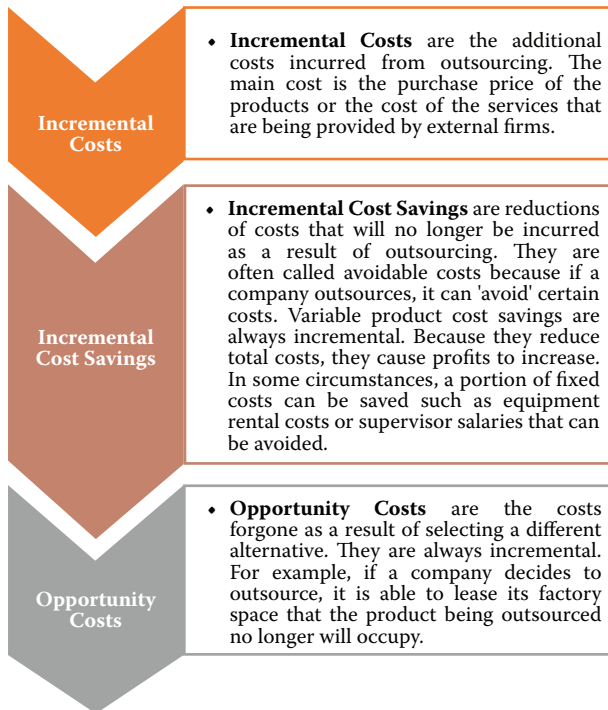 Incremental
Costs
• Incremental Costs are the additional
costs incurred from outsourcing. The
main cost is the purchase price of the
products or the cost of the services that
are being provided by external firms.
Incremental
Cost Savings
• Incremental Cost Savings are reductions
of costs that will no longer be incurred
as a result of outsourcing. They are
often called avoidable costs because if a
company outsources, it can 'avoid' certain
costs. Variable product cost savings are
always incremental. Because they reduce
total costs, they cause profits to increase.
In some circumstances, a portion of fixed
costs can be saved such as equipment
rental costs or supervisor salaries that can
be avoided.
Opportunity
Costs
• Opportunity Costs are the costs
forgone as a result of selecting a different
alternative. They are always incremental.
For example, if a company decides to
outsource, it is able to lease its factory
space that the product being outsourced
no longer will occupy.